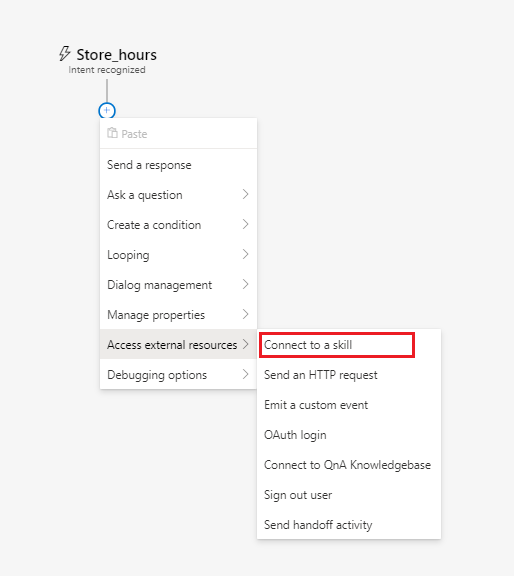 Store_hours
Intent recognized
Paste
Send a response
Ask a question
Create a condition
Looping
Dialog management
Manage properties
Access external resources
Debugging options
Connect to a skill
Send an HTTP request
Emit a custom event
OAuth login
Connect to QnA Knowledgebase
Sign out user
Send handoff activity